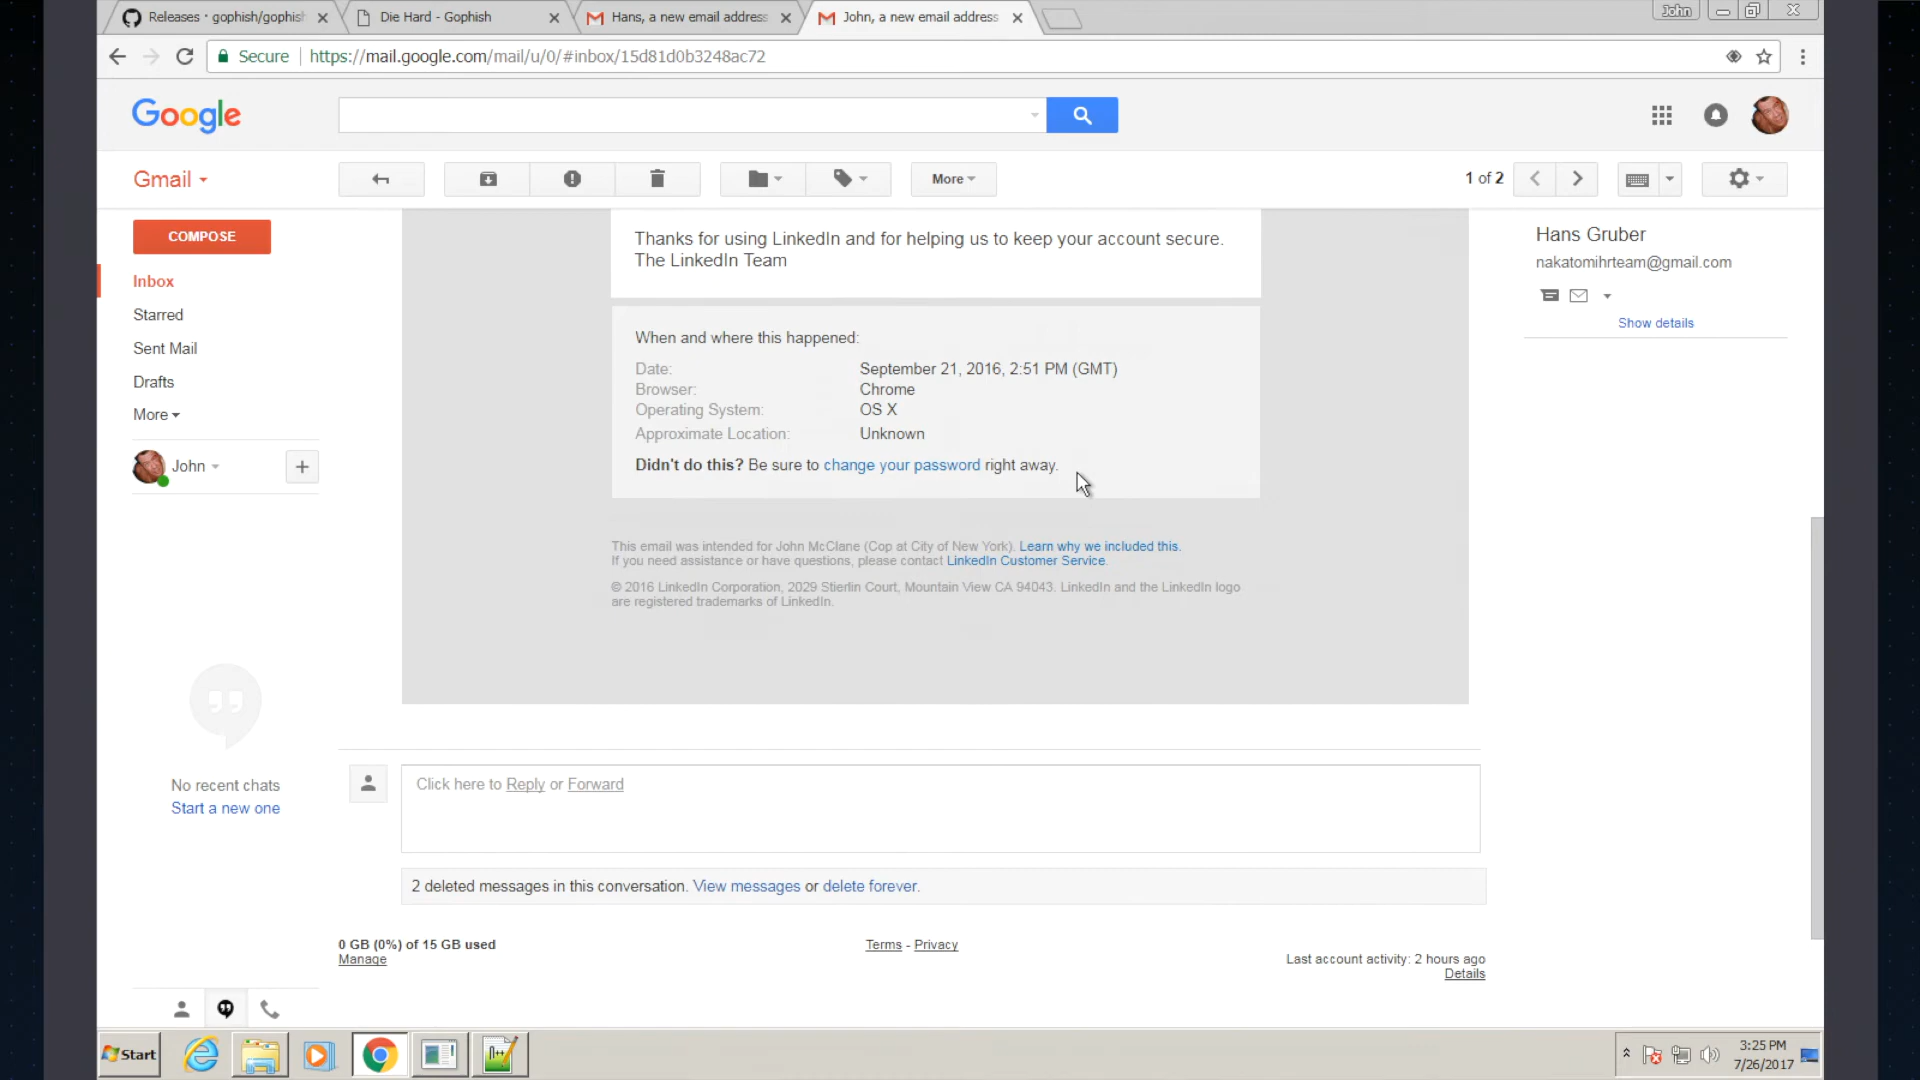 Releases · gophish/gophish
Die Hard - Gophish
Hans, a new email address
John, a new email address
John
Secure
https://mail.google.com/mail/u/0/#inbox/15d81d0b3248ac72
Google
Gmail
More
1 of 2
COMPOSE
Inbox
Starred
Sent Mail
Drafts
More
John
No recent chats
Start a new one
Thanks for using LinkedIn and for helping us to keep your account secure.
The LinkedIn Team
When and where this happened:
Date: September 21, 2016, 2:51 PM (GMT)
Browser: Chrome
Operating System: OS X
Approximate Location: Unknown
Didn't do this? Be sure to change your password right away.
This email was intended for John McClane (Cop at City of New York). Learn why we included this.
If you need assistance or have questions, please contact LinkedIn Customer Service.
© 2016 LinkedIn Corporation, 2029 Stierlin Court, Mountain View CA 94043. LinkedIn and the LinkedIn logo
are registered trademarks of LinkedIn.
Hans Gruber
nakatomihrteam@gmail.com
Show details
Click here to Reply or Forward
2 deleted messages in this conversation. View messages or delete forever.
0 GB (0%) of 15 GB used
Manage
Terms - Privacy
Last account activity: 2 hours ago
Details
Start
3:25 PM
7/26/2017